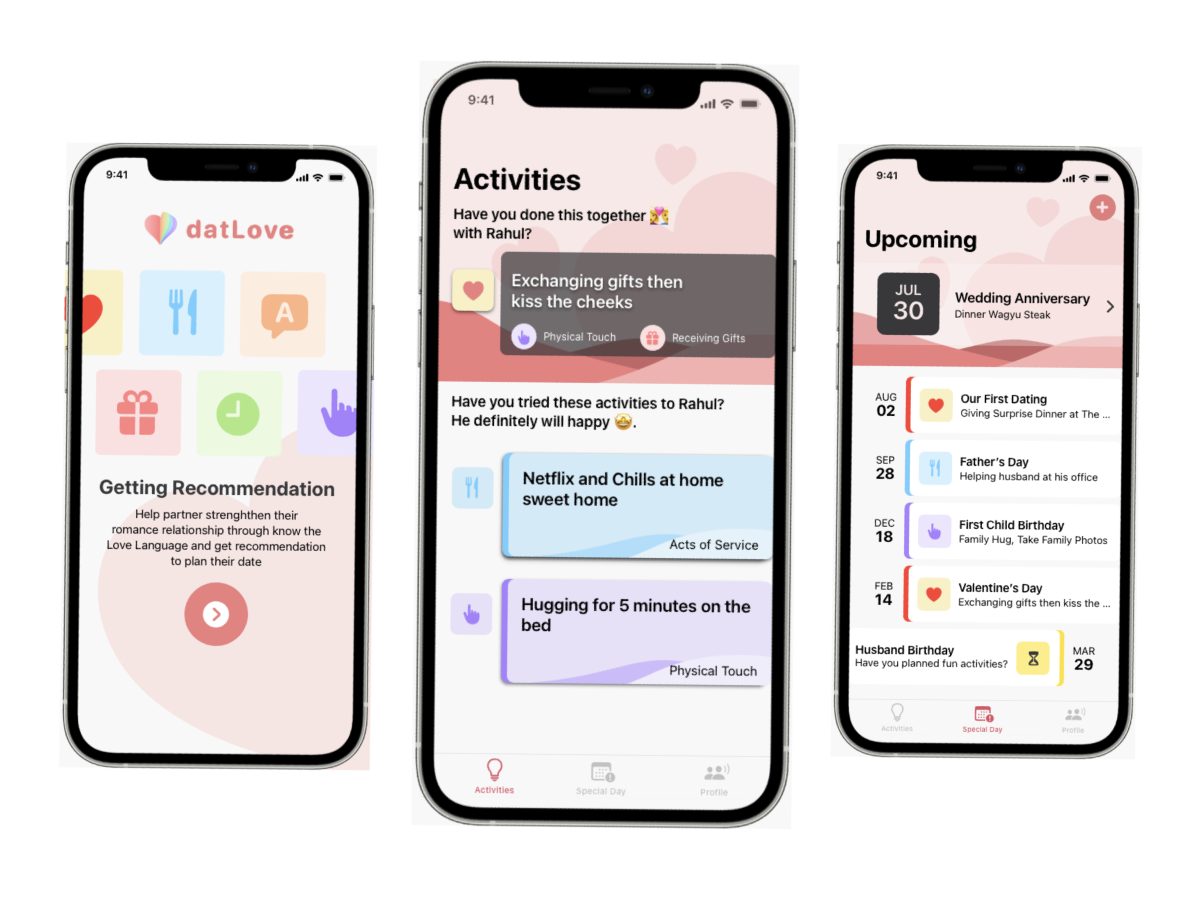 9:41
datLove
A
Getting Recommendation
Help partner strenghten their
romance relationship through know the
Love Language and get recommendation
to plan their date
9:41
Activities
Have you done this together 👩‍❤️‍💋‍👨
with Rahul?
Exchanging gifts then
kiss the cheeks
Physical Touch
Receiving Gifts
Have you tried these activities to Rahul?
He definitely will happy 🤩.
Netflix and Chills at home
sweet home
Acts of Service
Hugging for 5 minutes on the
bed
Physical Touch
Activities
Special Day
Profile
9:41
Upcoming
JUL
30
Wedding Anniversary
Dinner Wagyu Steak
AUG
02
Our First Dating
Giving Surprise Dinner at The ...
SEP
28
Father's Day
Helping husband at his office
DEC
18
First Child Birthday
Family Hug, Take Family Photos
FEB
14
Valentine's Day
Exchanging gifts then kiss the ...
Husband Birthday
Have you planned fun activities?
MAR
29
Activities
Special Day
Profile